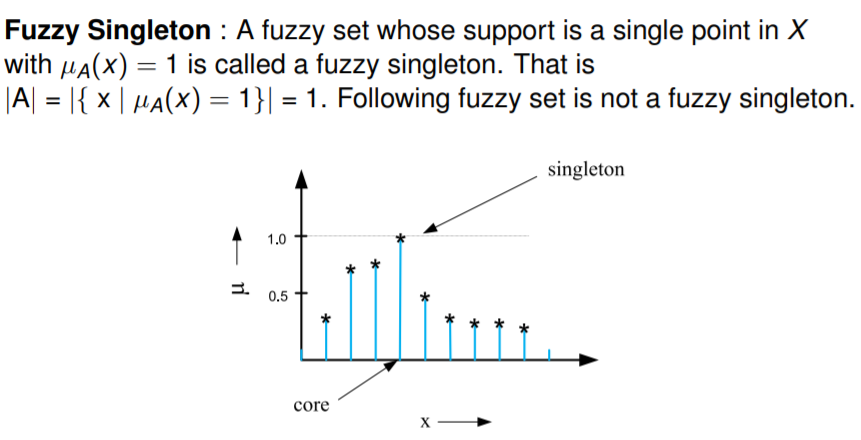 Fuzzy Singleton : A fuzzy set whose support is a single point in X
with μA(x) = 1 is called a fuzzy singleton. That is
|A| = |{ x | μA(x) = 1}| = 1. Following fuzzy set is not a fuzzy singleton.
singleton
1.0
μ
0.5
core
x